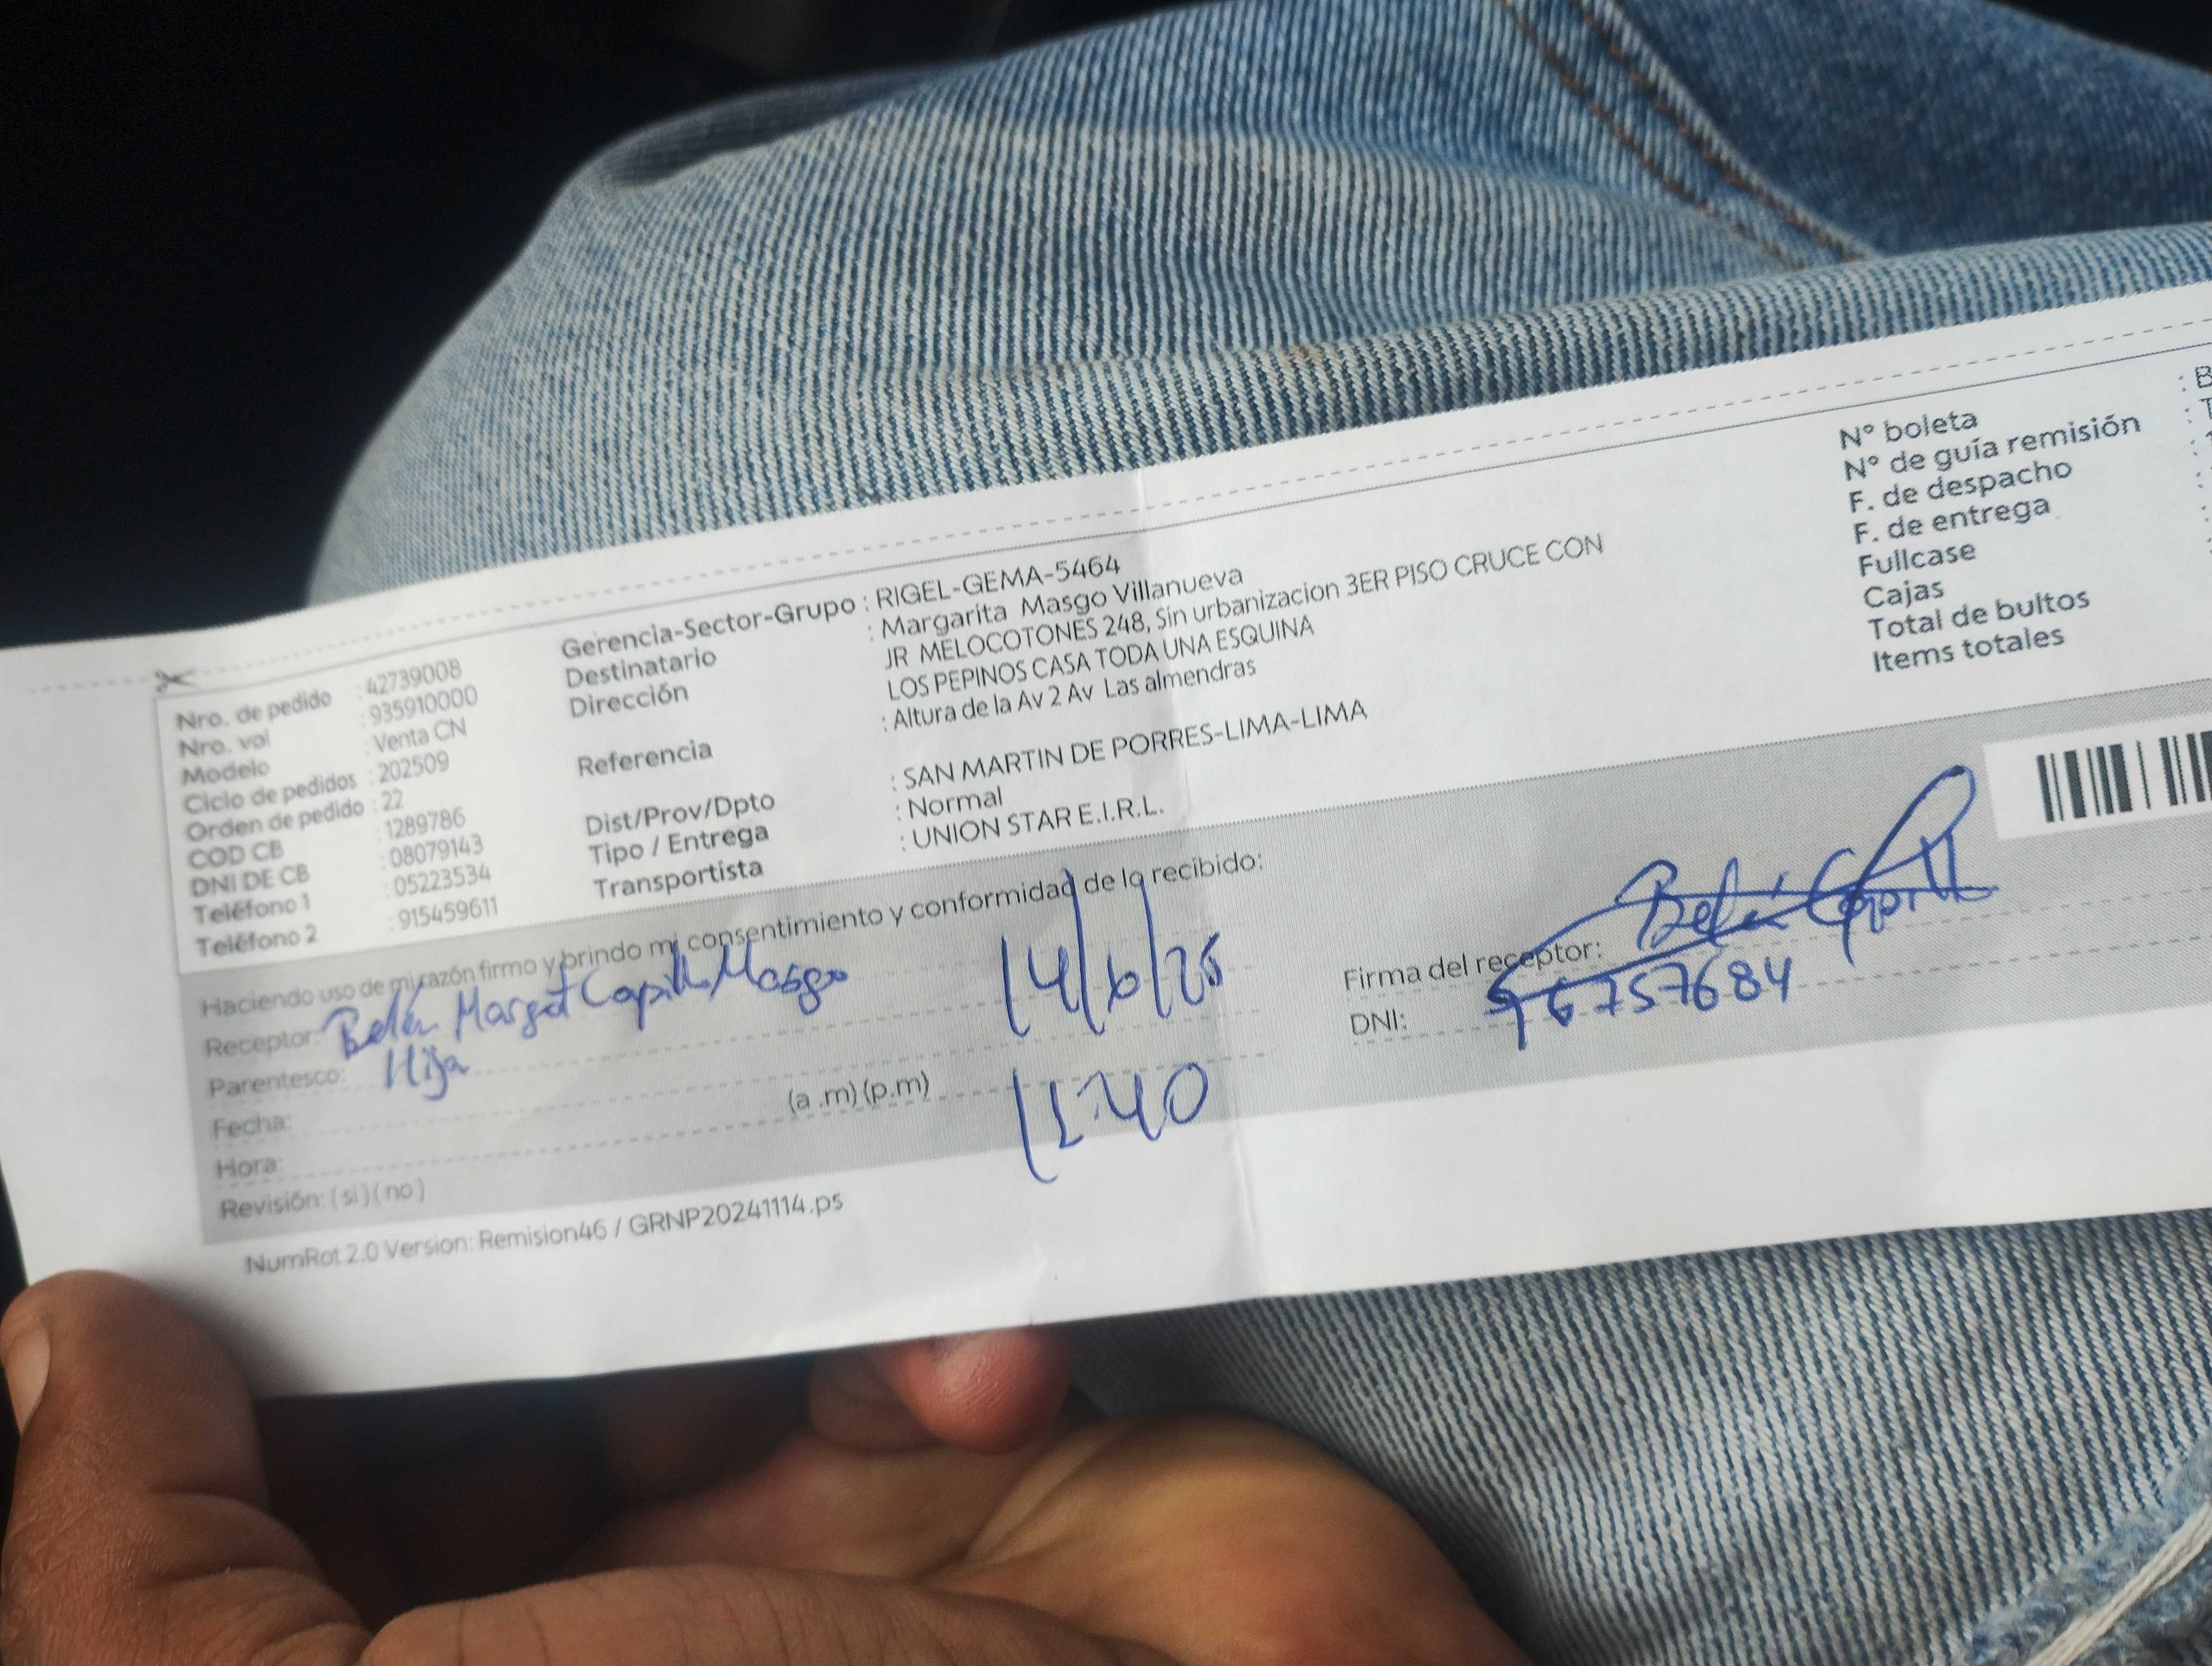 Nro. de pedido : 42739008
Nro. vol : 935910000
Modelo : Venta CN
Ciclo de pedidos : 202509
Orden de pedido : 22
COD CB : 1289786
DNI DE CB : 08079143
Teléfono 1 : 05223534
Teléfono 2 : 915459611
Gerencia-Sector-Grupo : RIGEL-GEMA-5464
Destinatario : Margarita Masgo Villanueva
Dirección JR MELOCOTONES 248, Sin urbanizacion 3ER PISO CRUCE CON
LOS PEPINOS CASA TODA UNA ESQUINA
Referencia : Altura de la Av 2 Av Las almendras
Dist/Prov/Dpto : SAN MARTIN DE PORRES-LIMA-LIMA
Tipo / Entrega : Normal
Transportista : UNION STAR E.I.R.L.
N° boleta : B
N° de guía remisión : T
F. de despacho :
F. de entrega :
Fullcase :
Cajas
Total de bultos
Items totales
Haciendo uso de mi razón firmo y brindo mi consentimiento y conformidad de lo recibido:
Receptor: Belén Margot Capillo Masgo
Parentesco: Hija
Fecha: 14/6/25
Hora: (a .m) (p.m) 12:40
Revisión: ( si ) ( no )
Firma del receptor: Belén
DNI: 76757684
NumRot 2.0 Version: Remision46 / GRNP20241114.ps